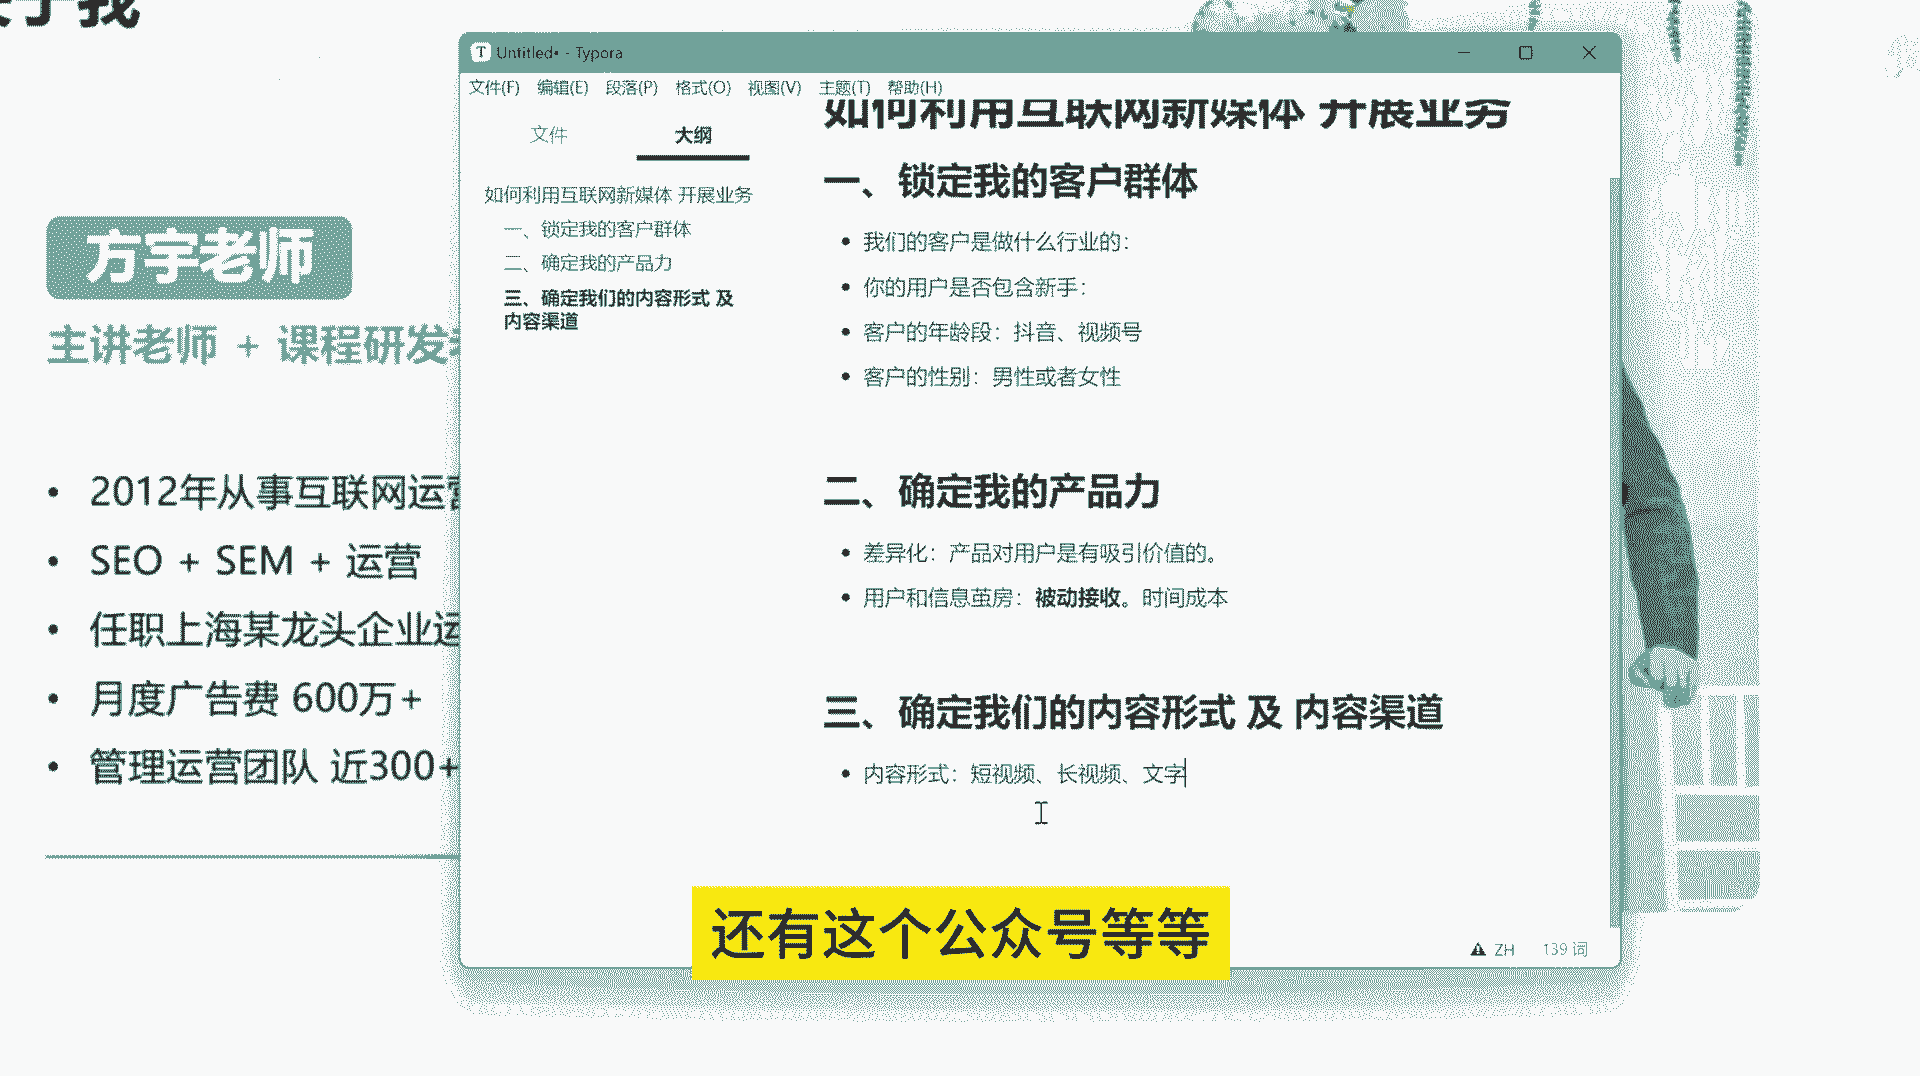 关于我
方宇老师
主讲老师 + 课程研发
2012年从事互联网运营
SEO + SEM + 运营
任职上海某龙头企业运
月度广告费 600万+
管理运营团队 近300+
Untitled• - Typora
文件(F) 编辑(E) 段落(P) 格式(O) 视图(V) 主题(T) 帮助(H)
文件 大纲
如何利用互联网新媒体 开展业务
一、锁定我的客户群体
二、确定我的产品力
三、确定我们的内容形式 及
内容渠道
如何利用互联网新媒体 开展业务
一、锁定我的客户群体
我们的客户是做什么行业的：
你的用户是否包含新手：
客户的年龄段：抖音、视频号
客户的性别：男性或者女性
二、确定我的产品力
差异化：产品对用户是有吸引价值的。
用户和信息茧房：被动接收。时间成本
三、确定我们的内容形式 及 内容渠道
内容形式：短视频、长视频、文字
ZH 139 词
还有这个公众号等等